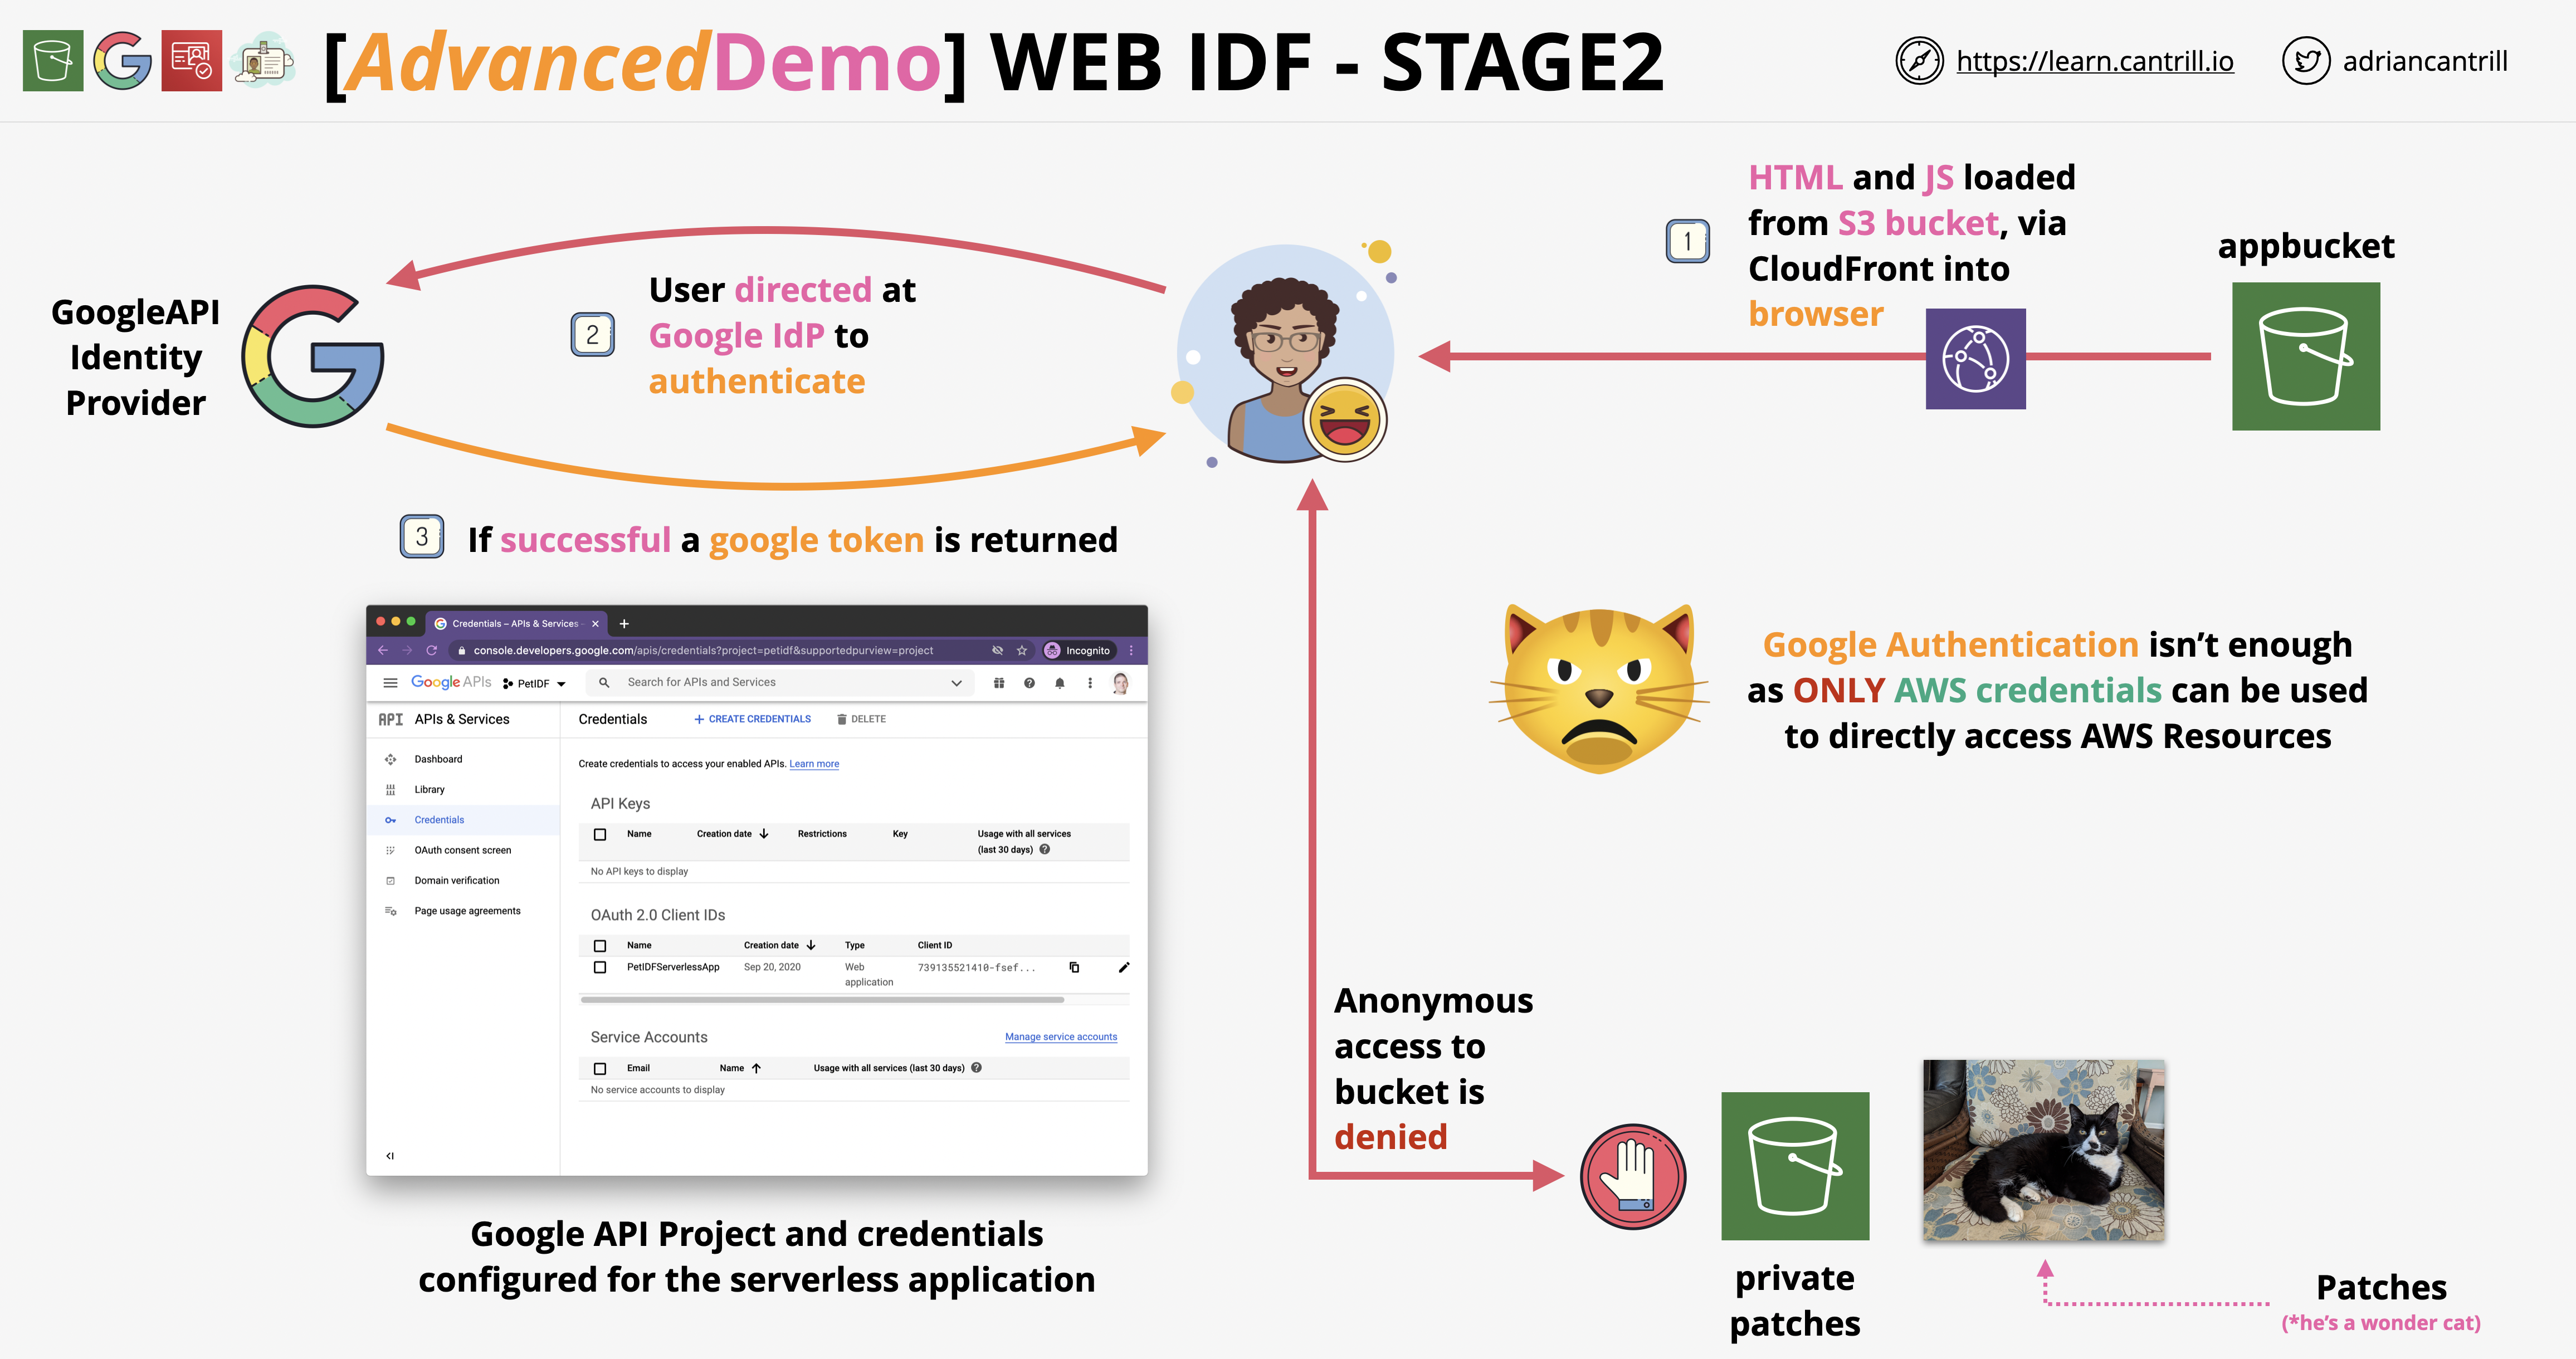 [AdvancedDemo] WEB IDF - STAGE2
https://learn.cantrill.io
adriancantrill
1
HTML and JS loaded
from S3 bucket, via
CloudFront into
browser
appbucket
GoogleAPI
Identity
Provider
2
User directed at
Google IdP to
authenticate
3
If successful a google token is returned
Credentials – APIs & Services -
console.developers.google.com/apis/credentials?project=petidf&supportedpurview=project
Incognito
Google APIs
PetIDF
Search for APIs and Services
API
APIs & Services
Credentials
CREATE CREDENTIALS
DELETE
Dashboard
Library
Credentials
OAuth consent screen
Domain verification
Page usage agreements
Create credentials to access your enabled APIs. Learn more
API Keys
Name
Creation date
Restrictions
Key
Usage with all services
(last 30 days)
No API keys to display
OAuth 2.0 Client IDs
Name
Creation date
Type
Client ID
PetIDFServerlessApp
Sep 20, 2020
Web
application
739135521410-fsef...
Service Accounts
Manage service accounts
Email
Name
Usage with all services (last 30 days)
No service accounts to display
Google API Project and credentials
configured for the serverless application
Google Authentication isn’t enough
as ONLY AWS credentials can be used
to directly access AWS Resources
Anonymous
access to
bucket is
denied
private
patches
Patches
(*he’s a wonder cat)